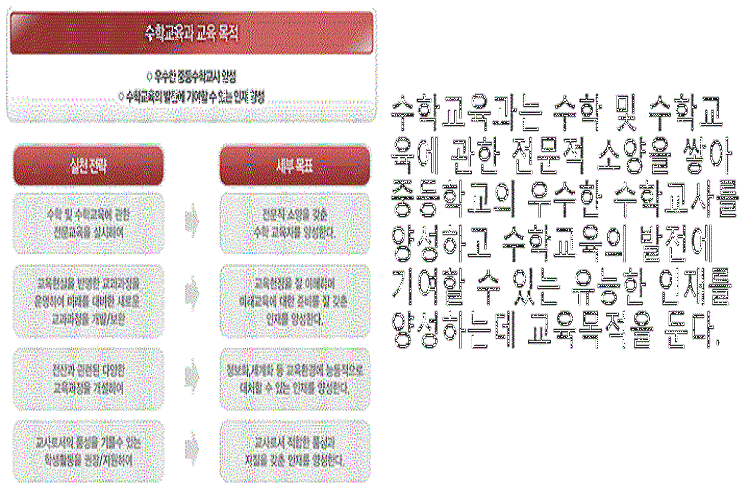 수학교육과 교육 목적
○ 우수한 중등수학교사 양성
○ 수학교육의 발전에 기여할 수 있는 인재 양성
실천 전략
세부 목표
수학 및 수학교육에 관한
전문교육을 실시하여
전문적 소양을 갖춘
수학 교육자를 양성한다.
교육현실을 반영한 교과과정을
운영하여 미래를 대비한 새로운
교과과정을 개발/보완
교육현장을 잘 이해하며
미래교육에 대한 준비를 잘 갖춘
인재를 양성한다.
전산과 관련된 다양한
교육과정을 개설하여
정보화,세계화 등 교육환경에 능동적으로
대처할 수 있는 인재를 양성한다.
교사로서의 품성을 기를수 있는
학생활동을 권장/지원하여
교사로서 적합한 품성과
자질을 갖춘 인재를 양성한다.
수학교육과는 수학 및 수학교
육에 관한 전문적 소양을 쌓아
중등학교의 우수한 수학교사를
양성하고 수학교육의 발전에
기여할 수 있는 유능한 인재를
양성하는데 교육목적을 둔다.